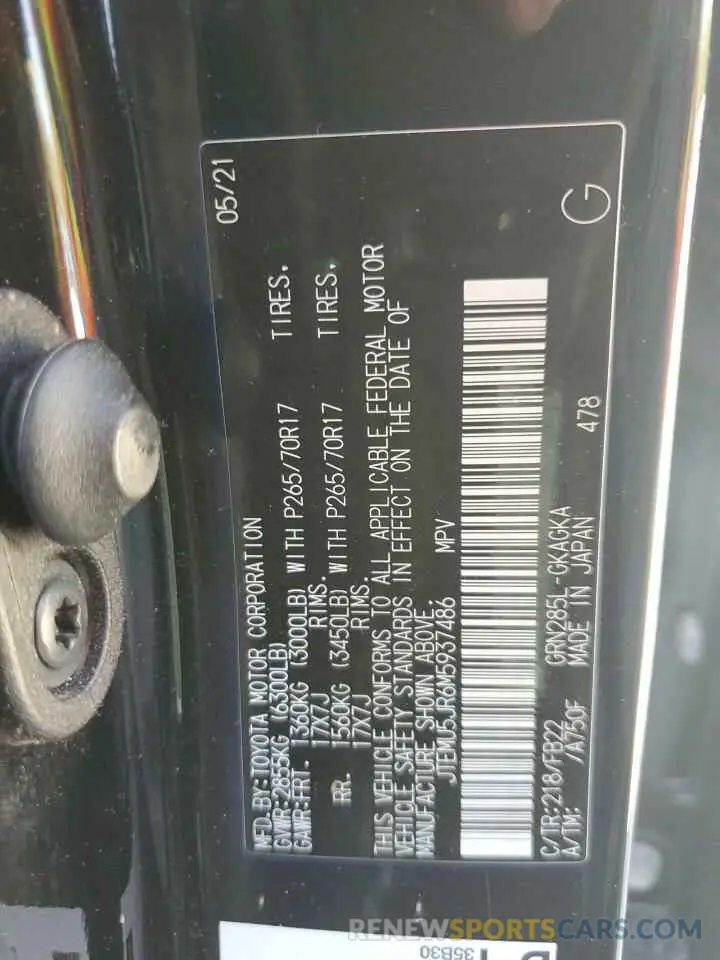 05/21
MFD.BY:TOYOTA MOTOR CORPORATION
GVWR:2855KG (6300LB)
GAWR:FRT. 1360KG (3000LB) WITH P265/70R17 TIRES.
17X7J RIMS.
RR. 1560KG (3450LB) WITH P265/70R17 TIRES.
17X7J RIMS.
THIS VEHICLE CONFORMS TO ALL APPLICABLE FEDERAL MOTOR
VEHICLE SAFETY STANDARDS IN EFFECT ON THE DATE OF
MANUFACTURE SHOWN ABOVE.
JTEMU5JR6M5937486 MPV
C/TR:218/FB22 GRN285L-GKAGKA
A/TM: /A750F MADE IN JAPAN 478
G
35B30
RENEWSPORTSCARS.COM